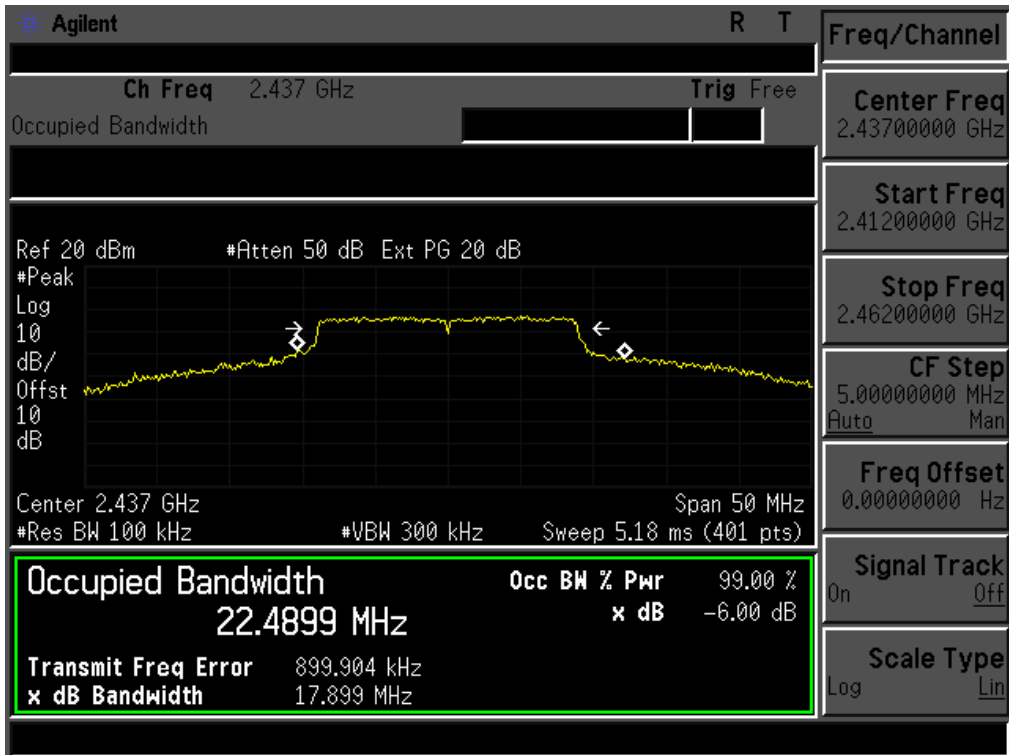 Agilent R T
Ch Freq 2.437 GHz Trig Free
Occupied Bandwidth
Ref 20 dBm #Atten 50 dB Ext PG 20 dB
#Peak
Log
10
dB/
Offst
10
dB
Center 2.437 GHz Span 50 MHz
#Res BW 100 kHz #VBW 300 kHz Sweep 5.18 ms (401 pts)
Occupied Bandwidth
22.4899 MHz
Occ BW % Pwr 99.00 %
x dB -6.00 dB
Transmit Freq Error 899.904 kHz
x dB Bandwidth 17.899 MHz
Freq/Channel
Center Freq
2.43700000 GHz
Start Freq
2.41200000 GHz
Stop Freq
2.46200000 GHz
CF Step
5.00000000 MHz
Auto Man
Freq Offset
0.00000000 Hz
Signal Track
On Off
Scale Type
Log Lin